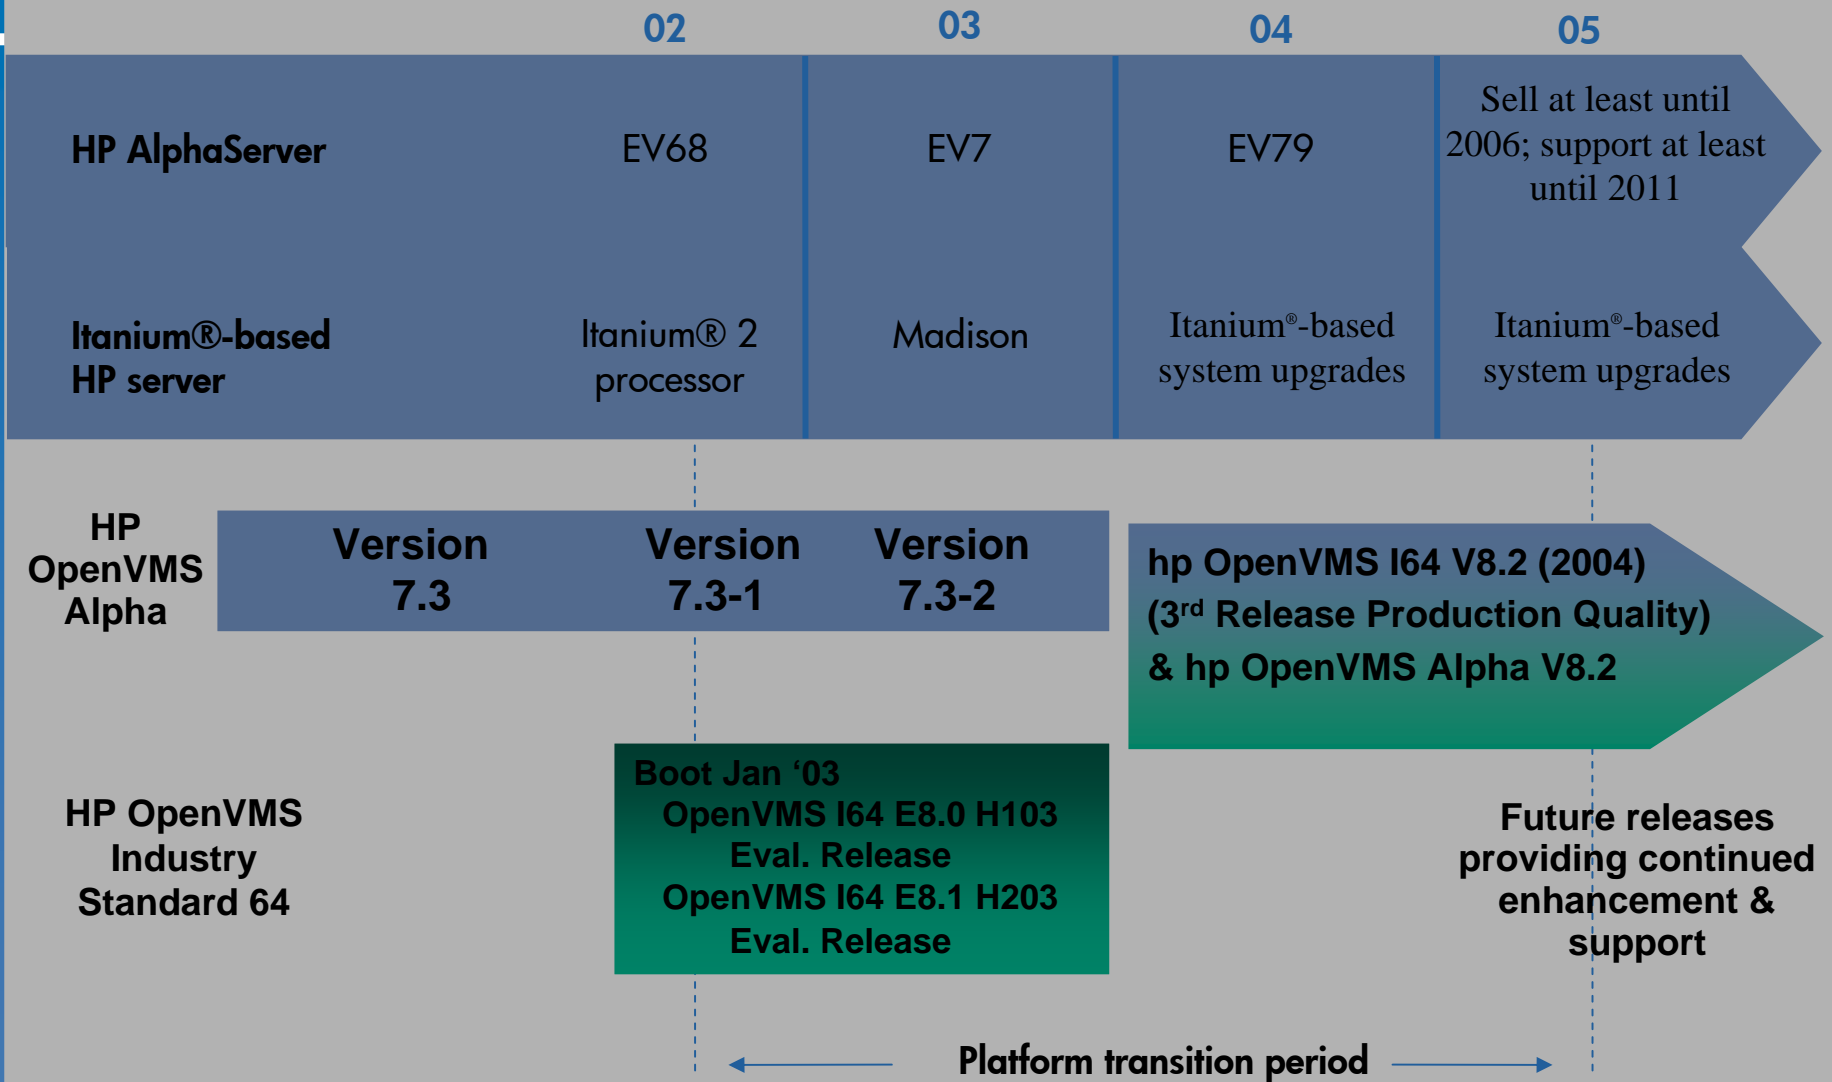 02 03 04 05
HP AlphaServer
EV68
EV7
EV79
Sell at least until
2006; support at least
until 2011
Itanium®-based
HP server
Itanium® 2
processor
Madison
Itanium®-based
system upgrades
Itanium®-based
system upgrades
HP
OpenVMS
Alpha
Version
7.3
Version
7.3-1
Version
7.3-2
hp OpenVMS I64 V8.2 (2004)
(3rd Release Production Quality)
& hp OpenVMS Alpha V8.2
HP OpenVMS
Industry
Standard 64
Boot Jan ‘03
OpenVMS I64 E8.0 H103
Eval. Release
OpenVMS I64 E8.1 H203
Eval. Release
Future releases
providing continued
enhancement &
support
Platform transition period